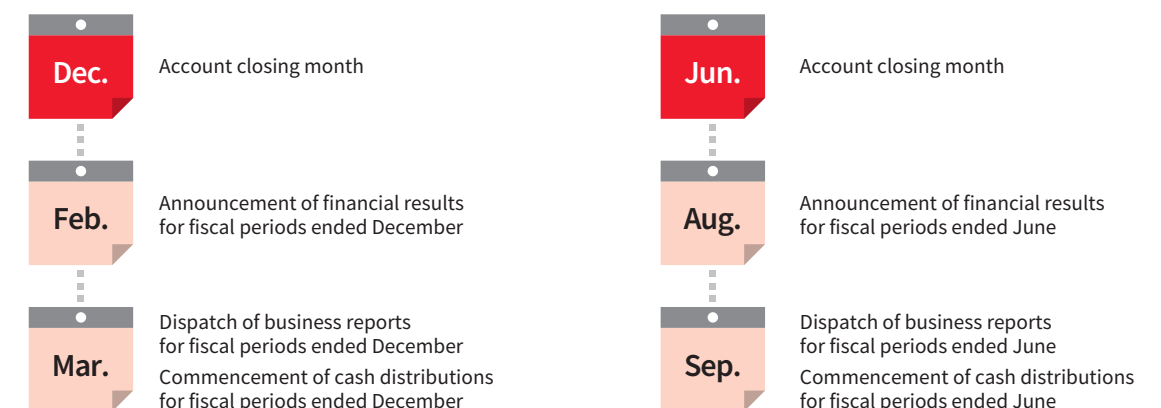 Dec.
Account closing month
Feb.
Announcement of financial results
for fiscal periods ended December
Mar.
Dispatch of business reports
for fiscal periods ended December
Commencement of cash distributions
for fiscal periods ended December
Jun.
Account closing month
Aug.
Announcement of financial results
for fiscal periods ended June
Sep.
Dispatch of business reports
for fiscal periods ended June
Commencement of cash distributions
for fiscal periods ended June